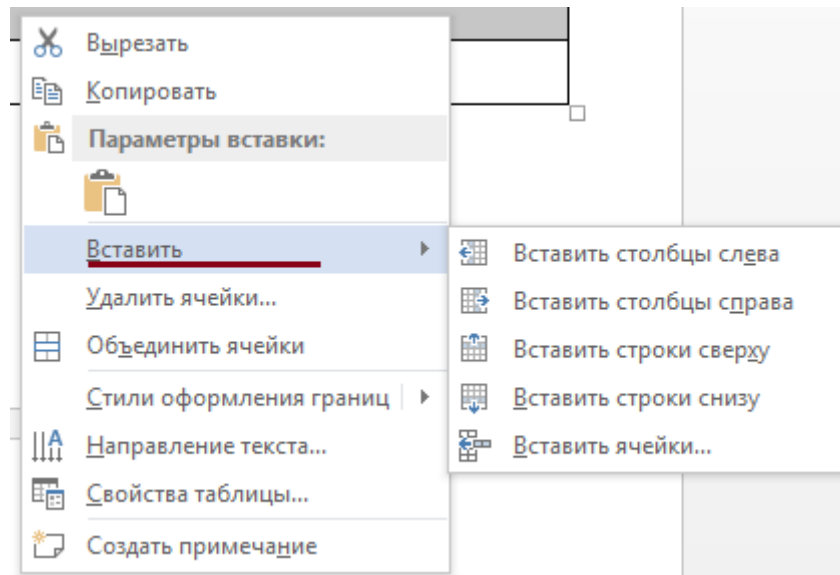 Вырезать
Копировать
Параметры вставки:
Вставить
Удалить ячейки...
Объединить ячейки
Стили оформления границ
Направление текста...
Свойства таблицы...
Создать примечание
Вставить столбцы слева
Вставить столбцы справа
Вставить строки сверху
Вставить строки снизу
Вставить ячейки...